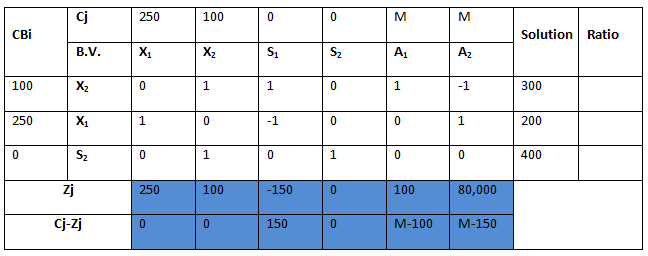 CBi Cj 250 100 0 0 M M Solution Ratio
B.V. X₁ X₂ S₁ S₂ A₁ A₂
100 X₂ 0 1 1 0 1 -1 300
250 X₁ 1 0 -1 0 0 1 200
0 S₂ 0 1 0 1 0 0 400
Zj 250 100 -150 0 100 80,000
Cj-Zj 0 0 150 0 M-100 M-150